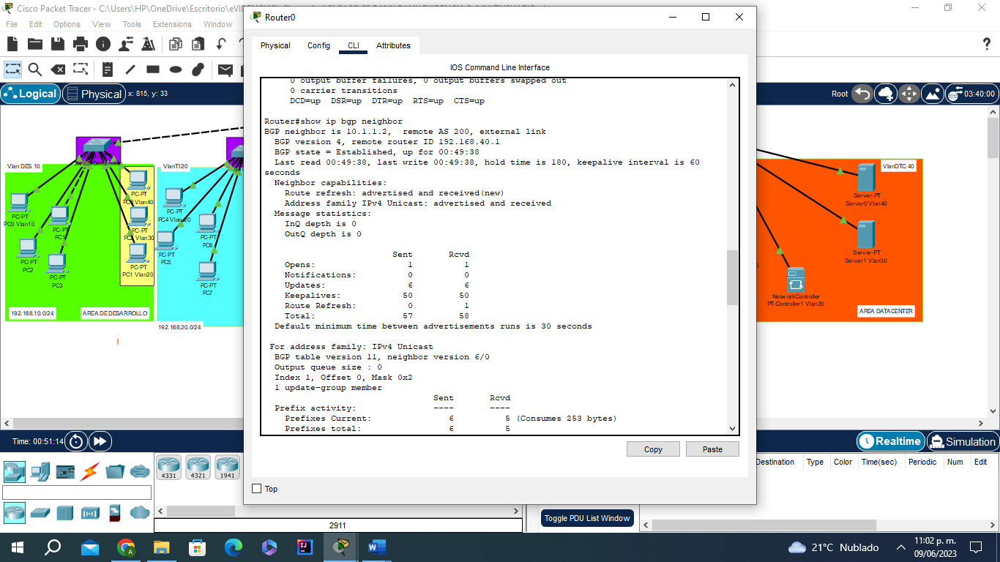 Cisco Packet Tracer - C:\Users\HP\OneDrive\Escritorio\eVIDENCIA
File Edit Options View Tools Extensions Window
Router0
Physical Config CLI Attributes
IOS Command Line Interface
Logical Physical x: 815, y: 33
Root 03:40:00
0 output buffer failures, 0 output buffers swapped out
0 carrier transitions
DCD=up DSR=up DTR=up RTS=up CTS=up
Router#show ip bgp neighbor
BGP neighbor is 10.1.1.2, remote AS 200, external link
BGP version 4, remote router ID 192.168.40.1
BGP state = Established, up for 00:49:38
Last read 00:49:38, last write 00:49:38, hold time is 180, keepalive interval is 60
seconds
Neighbor capabilities:
Route refresh: advertised and received(new)
Address family IPv4 Unicast: advertised and received
Message statistics:
InQ depth is 0
OutQ depth is 0
Sent Rcvd
Opens: 1 1
Notifications: 0 0
Updates: 6 6
Keepalives: 50 50
Route Refresh: 0 1
Total: 57 58
Default minimum time between advertisements runs is 30 seconds
For address family: IPv4 Unicast
BGP table version 11, neighbor version 6/0
Output queue size : 0
Index 1, Offset 0, Mask 0x2
1 update-group member
Sent Rcvd
Prefix activity: ---- ----
Prefixes Current: 6 5 (Consumes 253 bytes)
Prefixes total: 6 5
Copy Paste
Top
Vlan DES 10
PC-PT
PC0 Vlan10
PC-PT
PC1
PC-PT
PC2
PC-PT
PC3
PC-PT
Vlan40
PC-PT
Vlan30
PC-PT
PC1 Vlan20
192.168.10.0/24
AREA DE DESARROLLO
VlanTI 20
PC-PT
PC4 Vlan 20
PC-PT
PC6
PC-PT
PC5
PC-PT
PC7
192.168.20.0/24
VlanDTC 40
Server-PT
Server0 Vlan40
Server-PT
Server1 Vlan30
NetworkController
PT-Controller1 Vlan20
AREA DATACENTER
Time: 00:51:14
Realtime Simulation
4331 4321 1941
2911
Toggle PDU List Window
Destination Type Color Time(sec) Periodic Num Edit
21°C Nublado
11:02 p. m.
09/06/2023